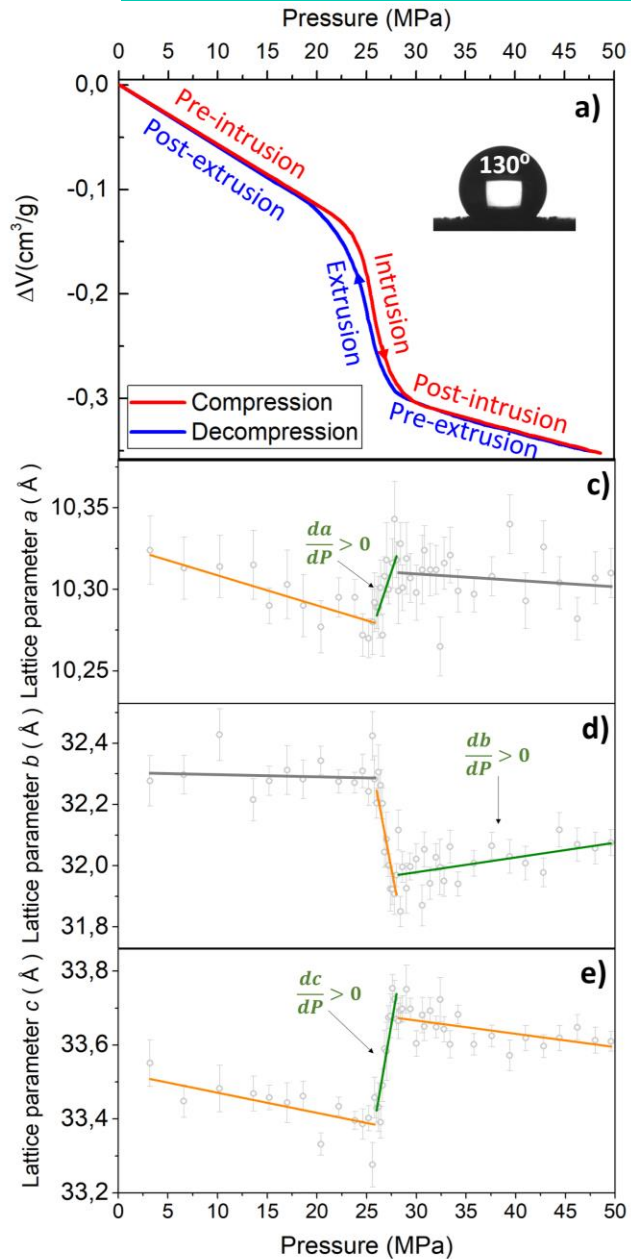 Pressure (MPa)
0 5 10 15 20 25 30 35 40 45 50
a)
0,0
-0,1
-0,2
-0,3
ΔV(cm³/g)
Pre-intrusion
Post-extrusion
130⁰
Intrusion
Extrusion
Post-intrusion
Pre-extrusion
Compression
Decompression
c)
10,35
10,30
10,25
Lattice parameter a ( Å )
da/dP > 0
d)
32,4
32,2
32,0
31,8
Lattice parameter b ( Å )
db/dP > 0
e)
33,8
33,6
33,4
33,2
Lattice parameter c ( Å )
dc/dP > 0
0 5 10 15 20 25 30 35 40 45 50
Pressure (MPa)